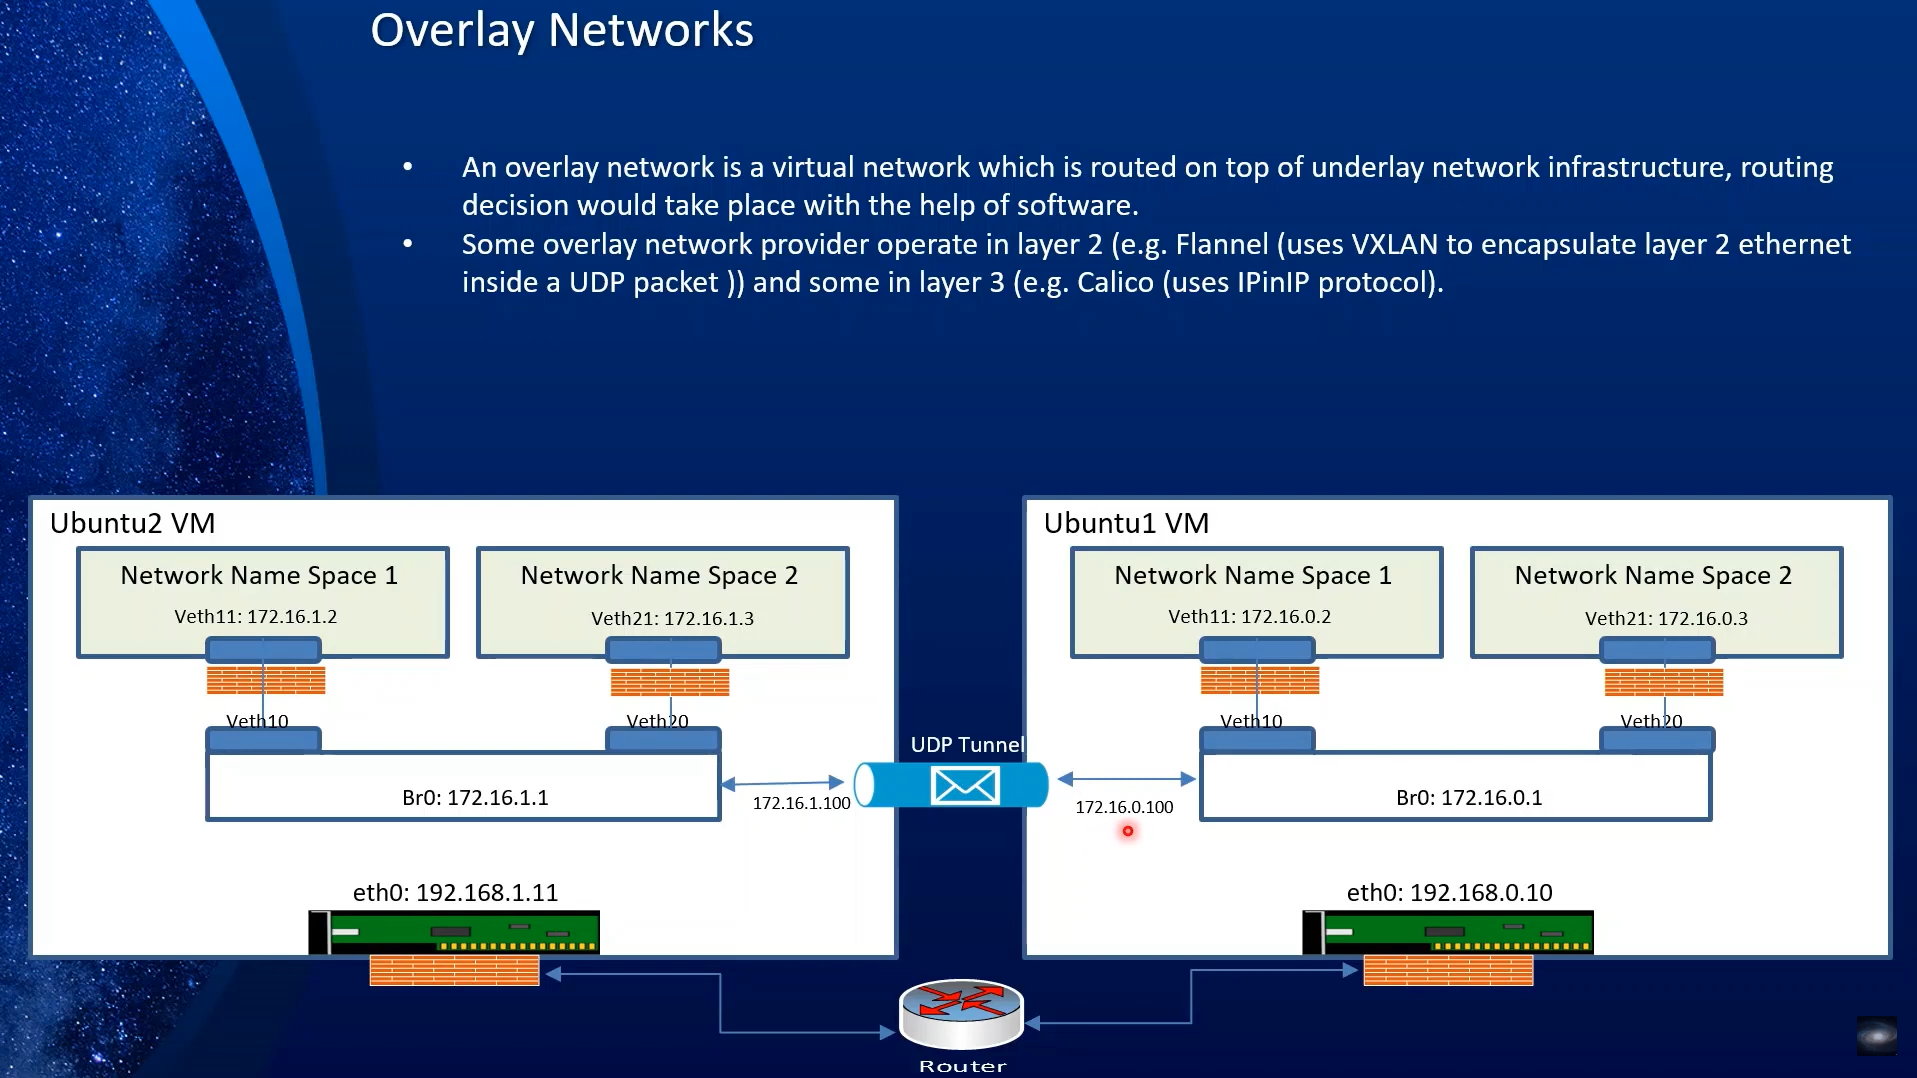 Overlay Networks
• An overlay network is a virtual network which is routed on top of underlay network infrastructure, routing
decision would take place with the help of software.
• Some overlay network provider operate in layer 2 (e.g. Flannel (uses VXLAN to encapsulate layer 2 ethernet
inside a UDP packet )) and some in layer 3 (e.g. Calico (uses IPinIP protocol).
Ubuntu2 VM
Network Name Space 1
Veth11: 172.16.1.2
Network Name Space 2
Veth21: 172.16.1.3
Veth10
Veth20
Br0: 172.16.1.1
172.16.1.100
eth0: 192.168.1.11
UDP Tunnel
Ubuntu1 VM
Network Name Space 1
Veth11: 172.16.0.2
Network Name Space 2
Veth21: 172.16.0.3
Veth10
Veth20
172.16.0.100
Br0: 172.16.0.1
eth0: 192.168.0.10
Router